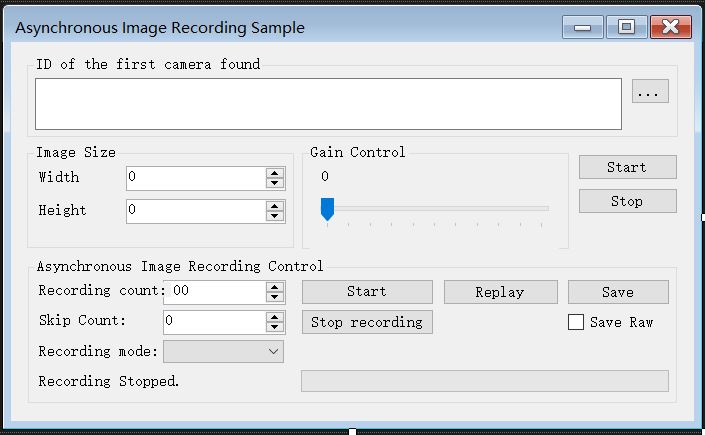 Asynchronous Image Recording Sample
ID of the first camera found
...
Image Size
Gain Control
Width 0
0
Start
Height 0
Stop
Asynchronous Image Recording Control
Recording count: 00
Start
Replay
Save
Skip Count: 0
Stop recording
Save Raw
Recording mode:
Recording Stopped.